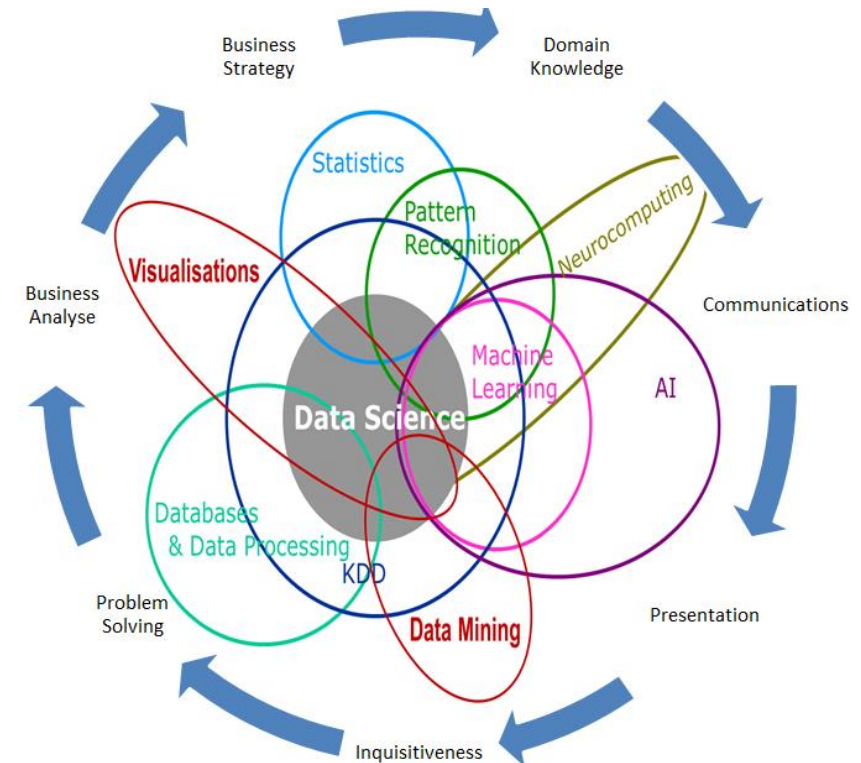 Business
Strategy
Domain
Knowledge
Statistics
Pattern
Recognition
Neurocomputing
Visualisations
Business
Analyse
Communications
Machine
Learning
AI
Data Science
Databases
& Data Processing
KDD
Problem
Solving
Data Mining
Presentation
Inquisitiveness